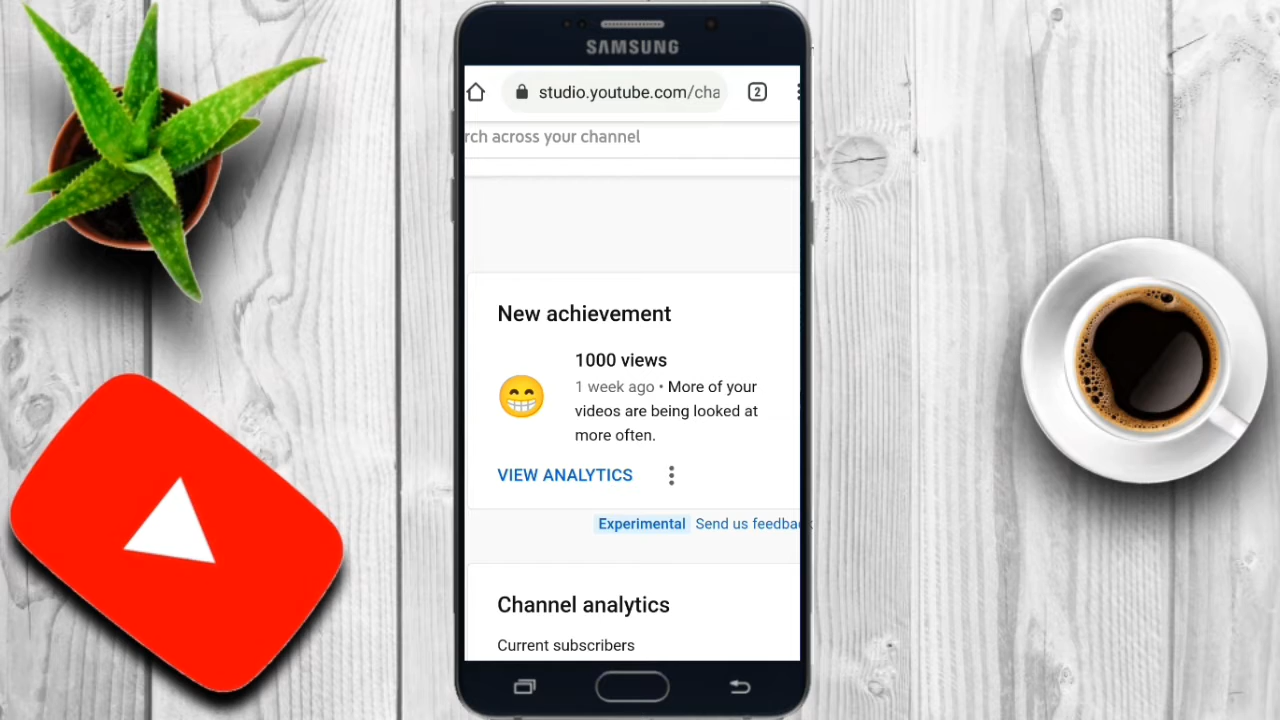 SAMSUNG
studio.youtube.com/cha
2
rch across your channel
New achievement
1000 views
1 week ago • More of your
videos are being looked at
more often.
VIEW ANALYTICS
Experimental Send us feedback
Channel analytics
Current subscribers